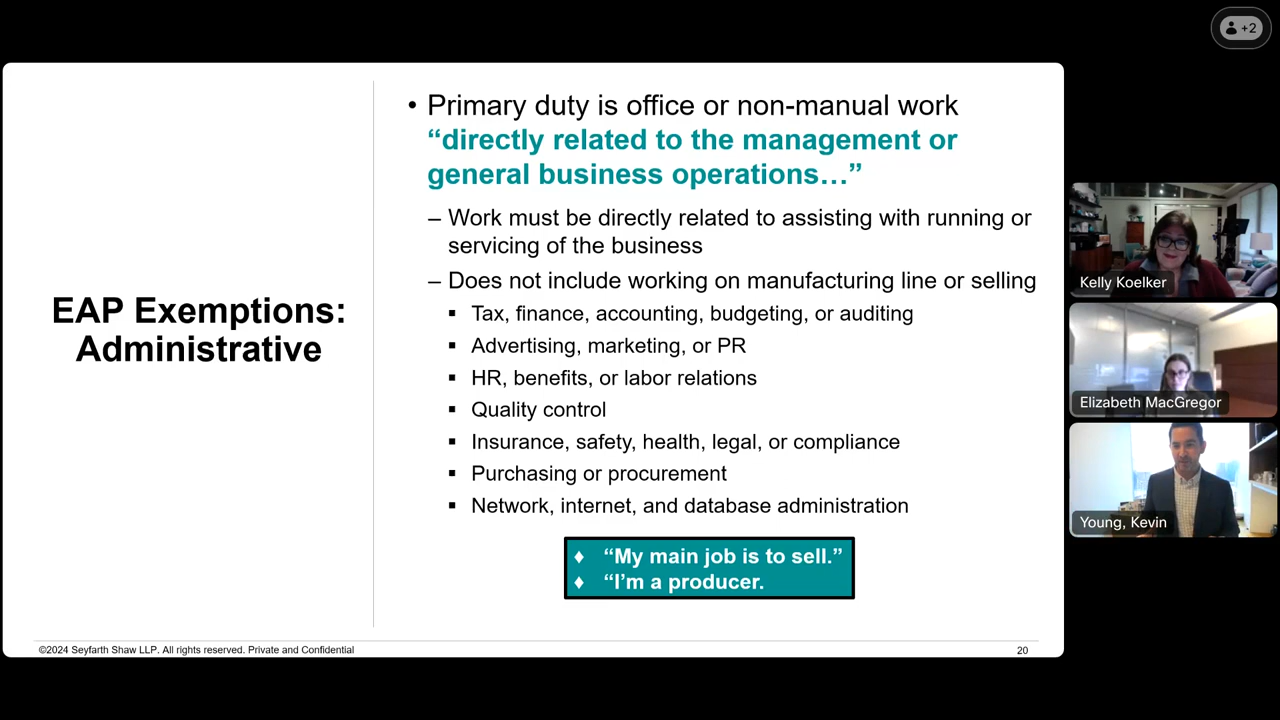 +2
EAP Exemptions:
Administrative
• Primary duty is office or non-manual work
“directly related to the management or
general business operations…”
– Work must be directly related to assisting with running or
servicing of the business
– Does not include working on manufacturing line or selling
▪ Tax, finance, accounting, budgeting, or auditing
▪ Advertising, marketing, or PR
▪ HR, benefits, or labor relations
▪ Quality control
▪ Insurance, safety, health, legal, or compliance
▪ Purchasing or procurement
▪ Network, internet, and database administration
♦ “My main job is to sell.”
♦ “I’m a producer.
©2024 Seyfarth Shaw LLP. All rights reserved. Private and Confidential
20
Kelly Koelker
Elizabeth MacGregor
Young, Kevin